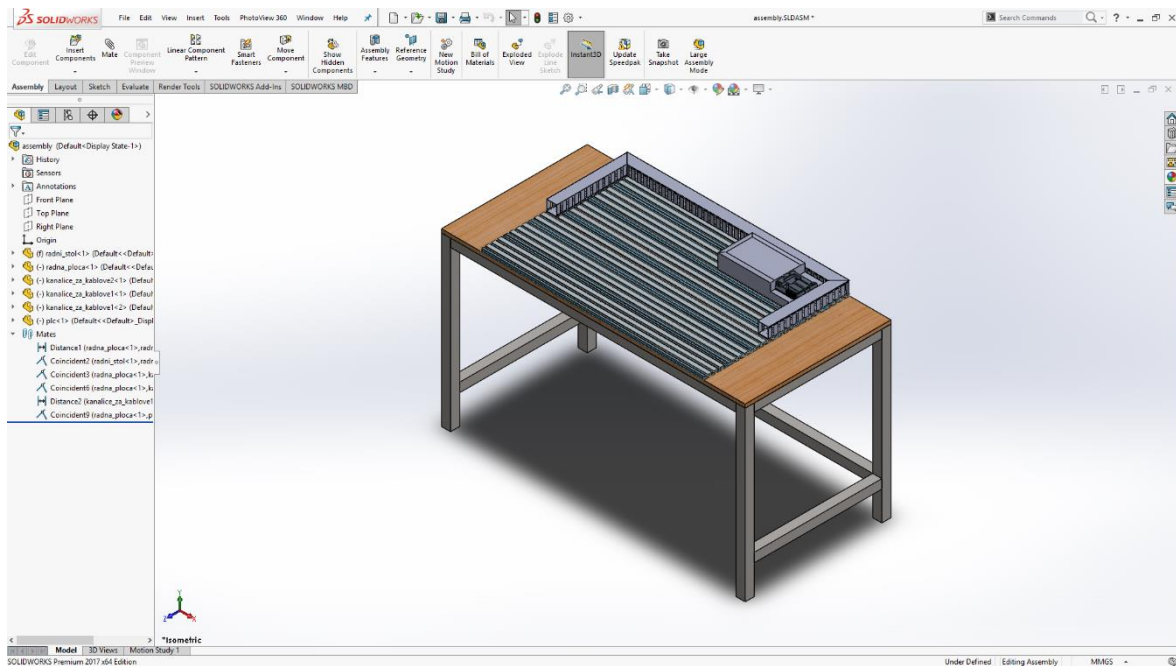 SOLIDWORKS File Edit View Insert Tools PhotoView 360 Window Help assembly.SLDASM * Search Commands
Edit Component
Insert Components
Mate
Component Preview Window
Linear Component Pattern
Smart Fasteners
Move Component
Show Hidden Components
Assembly Features
Reference Geometry
New Motion Study
Bill of Materials
Exploded View
Explode Line Sketch
Instant3D
Update Speedpak
Take Snapshot
Large Assembly Mode
Assembly Layout Sketch Evaluate Render Tools SOLIDWORKS Add-Ins SOLIDWORKS MBD
assembly (Default<Display State-1>)
History
Sensors
Annotations
Front Plane
Top Plane
Right Plane
Origin
(f) radni_stol<1> (Default<<Default>
(-) radna_ploca<1> (Default<<Defau
(-) kanalice_za_kablove2<1> (Defaul
(-) kanalice_za_kablove1<1> (Defaul
(-) kanalice_za_kablove1<2> (Defaul
(-) plc<1> (Default<<Default>_Displ
Mates
Distance1 (radna_ploca<1>,radr
Coincident2 (radni_stol<1>,radr
Coincident3 (radna_ploca<1>,ka
Coincident6 (radna_ploca<1>,ka
Distance2 (kanalice_za_kablove1
Coincident9 (radna_ploca<1>,p
Y
Z
X
*Isometric
Model 3D Views Motion Study 1
SOLIDWORKS Premium 2017 x64 Edition Under Defined Editing Assembly MMGS